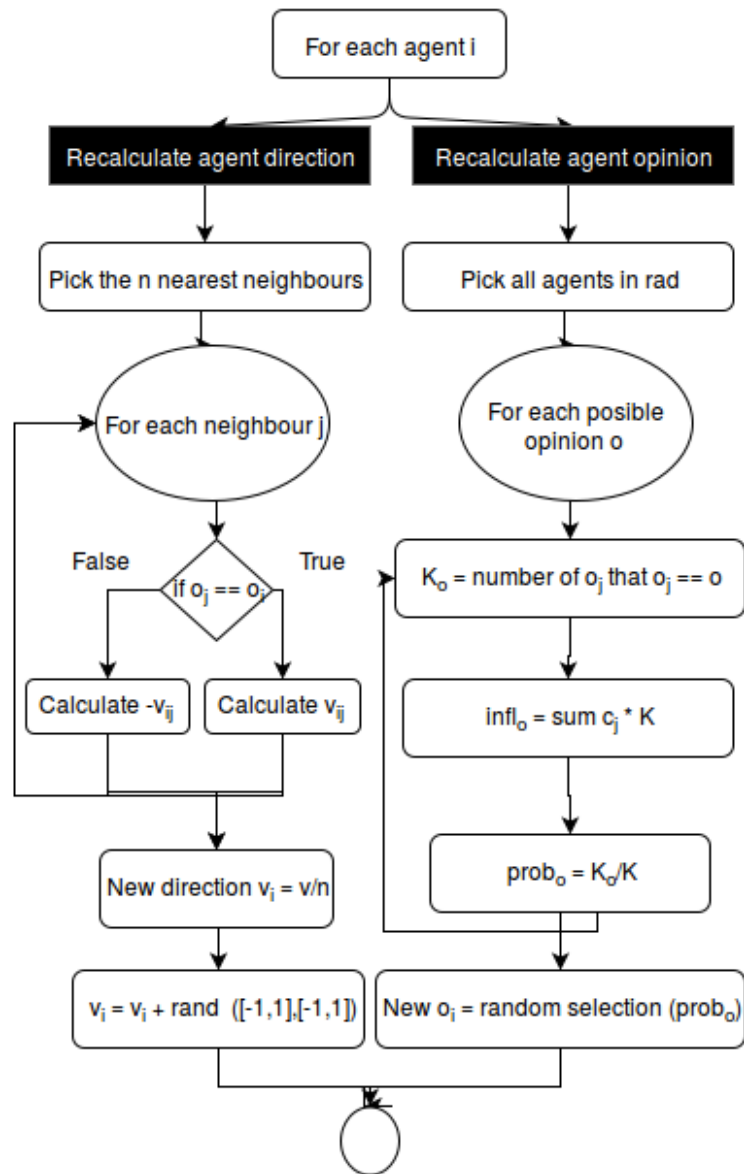 For each agent i
Recalculate agent direction
Recalculate agent opinion
Pick the n nearest neighbours
Pick all agents in rad
For each neighbour j
For each posible
opinion o
False
True
if oⱼ == oᵢ
Kₒ = number of oⱼ that oⱼ == o
Calculate -vᵢⱼ
Calculate vᵢⱼ
inflₒ = sum cⱼ * K
New direction vᵢ = v/n
probₒ = Kₒ/K
vᵢ = vᵢ + rand ([-1,1],[-1,1])
New oᵢ = random selection (probₒ)